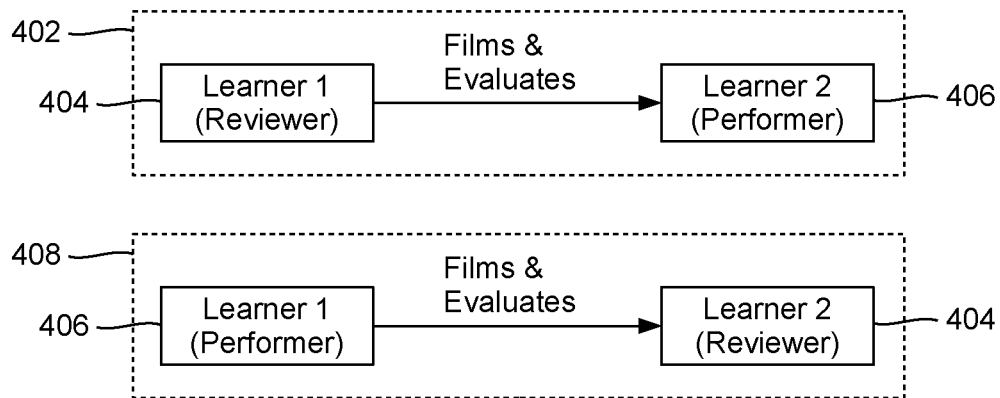 402
Films &
Evaluates
404
Learner 1
(Reviewer)
Learner 2
(Performer)
406
408
Films &
Evaluates
406
Learner 1
(Performer)
Learner 2
(Reviewer)
404